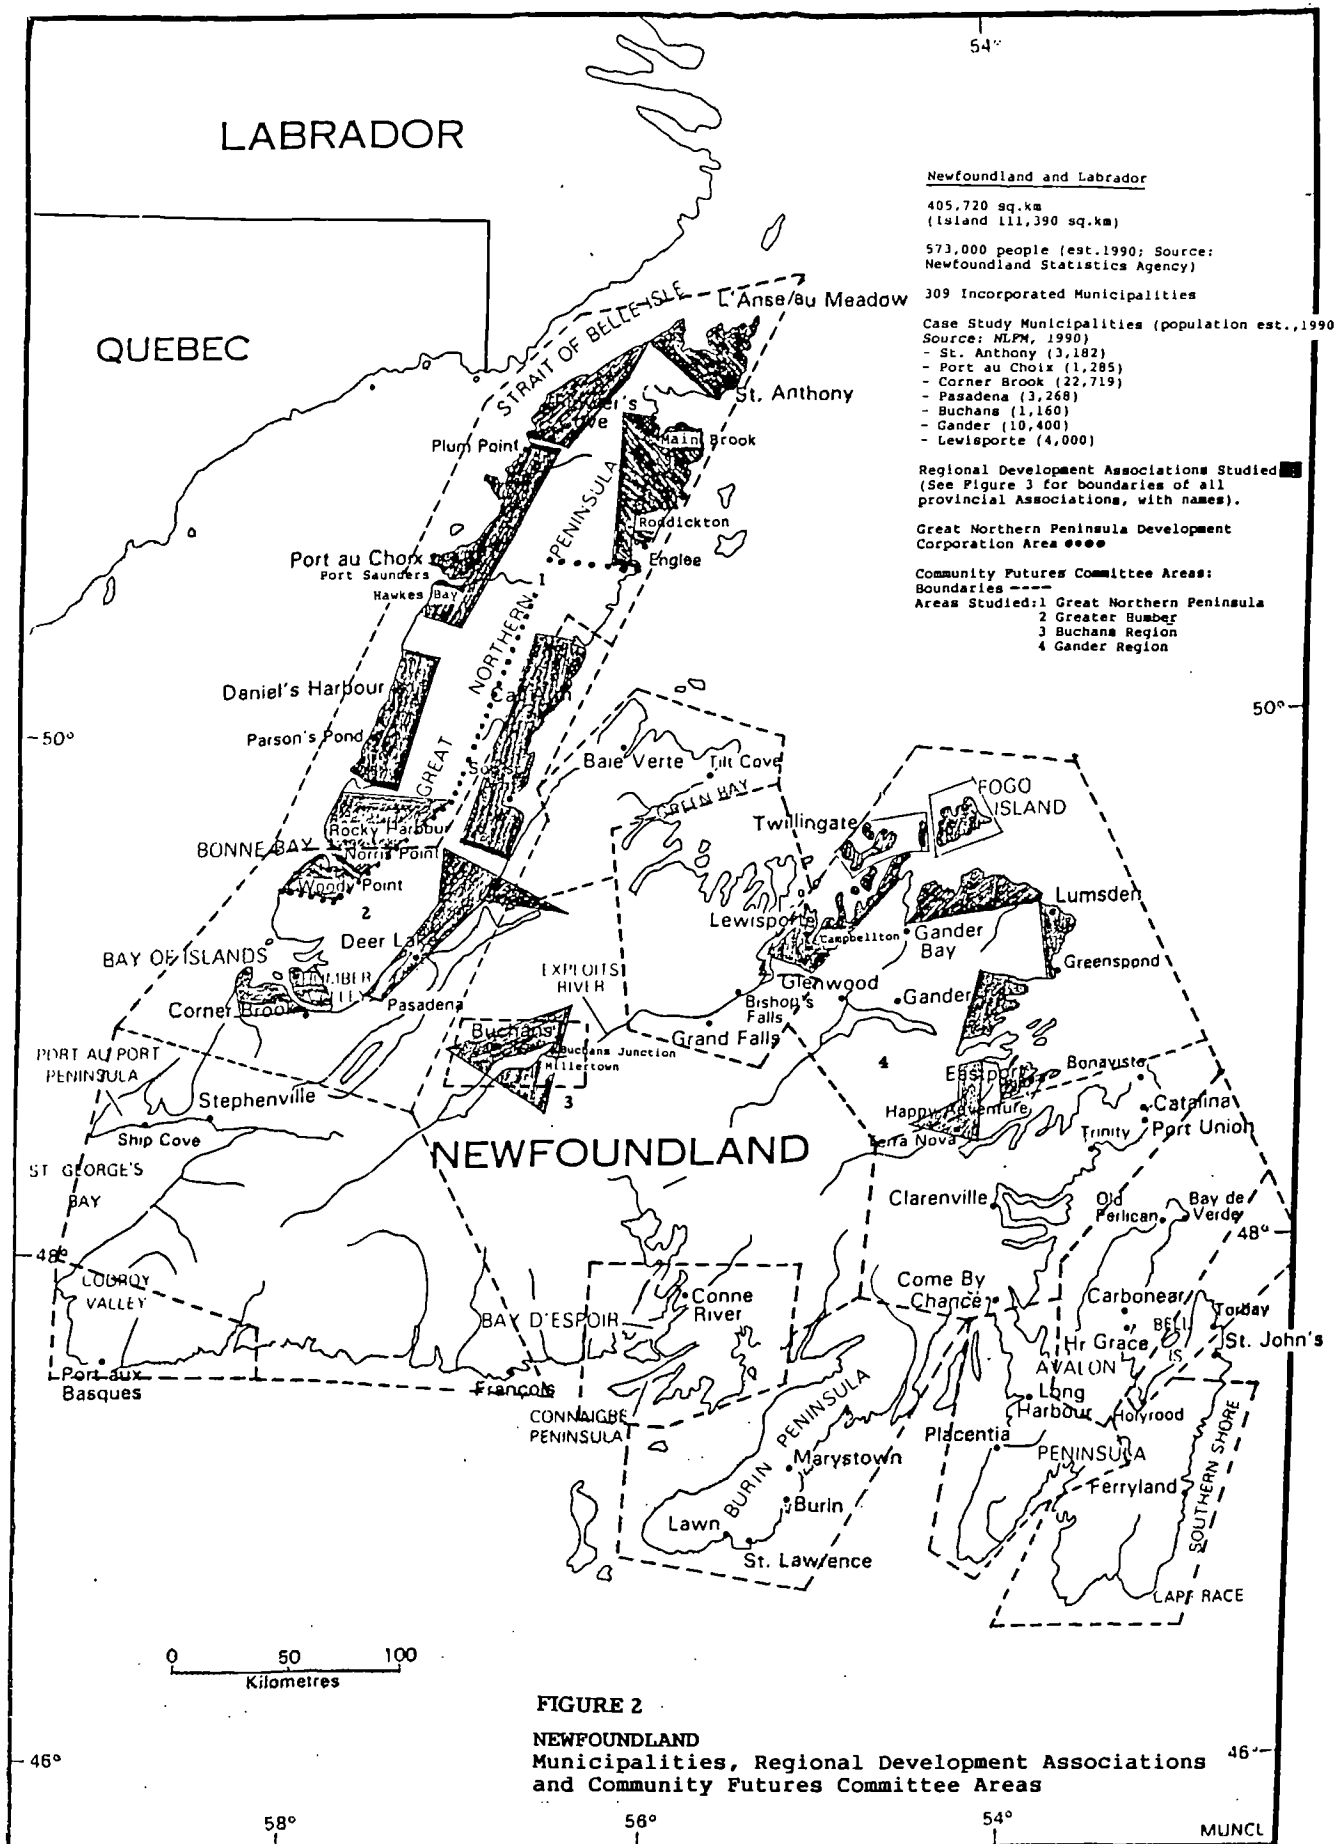 54°
LABRADOR
QUEBEC
Newfoundland and Labrador
405,720 sq.km
(Island 111,390 sq.km)
573,000 people (est.1990; Source:
Newfoundland Statistics Agency)
309 Incorporated Municipalities
Case Study Municipalities (population est.,1990
Source: NLFM, 1990)
- St. Anthony (3,182)
- Port au Choix (1,285)
- Corner Brook (22,719)
- Pasadena (3,268)
- Buchans (1,160)
- Gander (10,400)
- Lewisporte (4,000)
Regional Development Associations Studied
(See Figure 3 for boundaries of all
provincial Associations, with names).
Great Northern Peninsula Development
Corporation Area ●●●●
Community Futures Committee Areas:
Boundaries ----
Areas Studied:1 Great Northern Peninsula
2 Greater Humber
3 Buchans Region
4 Gander Region
STRAIT OF BELLE ISLE
L'Anse au Meadow
St. Anthony
Plum Point
Main Brook
Roddickton
Englee
Port au Choix
Port Saunders
Hawkes Bay
1
GREAT NORTHERN PENINSULA
Daniel's Harbour
Parson's Pond
50°
50°
Baie Verte
Tilt Cove
GREEN BAY
FOGO
ISLAND
Twillingate
Rocky Harbour
BONNE BAY
Norris Point
Woody Point
2
Lumsden
Lewisporte
Campbellton
Gander
Bay
Deer Lake
BAY OF ISLANDS
Greenspond
EXPLOITS
RIVER
Glenwood
Gander
Bishop's
Falls
Corner Brook
Pasadena
Grand Falls
Buchans
Buchans Junction
Millertown
3
4
PORT AU PORT
PENINSULA
Eastport
Bonavista
Stephenville
Ship Cove
Happy Adventure
Catalina
Port Union
Trinity
Terra Nova
NEWFOUNDLAND
ST GEORGE'S
BAY
Clarenville
Old
Perlican
Bay de
Verde
48°
48°
CODROY
VALLEY
Conne
River
Come By
Chance
Carbonear
BELL
IS
Torbay
BAY D'ESPOIR
Hr Grace
St. John's
AVALON
Port aux
Basques
François
Long
Harbour
Holyrood
CONNAIGRE
PENINSULA
BURIN PENINSULA
Placentia
PENINSULA
Marystown
Ferryland
SOUTHERN SHORE
Burin
Lawn
St. Lawrence
CAPE RACE
0 50 100
Kilometres
FIGURE 2
NEWFOUNDLAND
Municipalities, Regional Development Associations
and Community Futures Committee Areas
46°
46°
58°
56°
54°
MUNCL